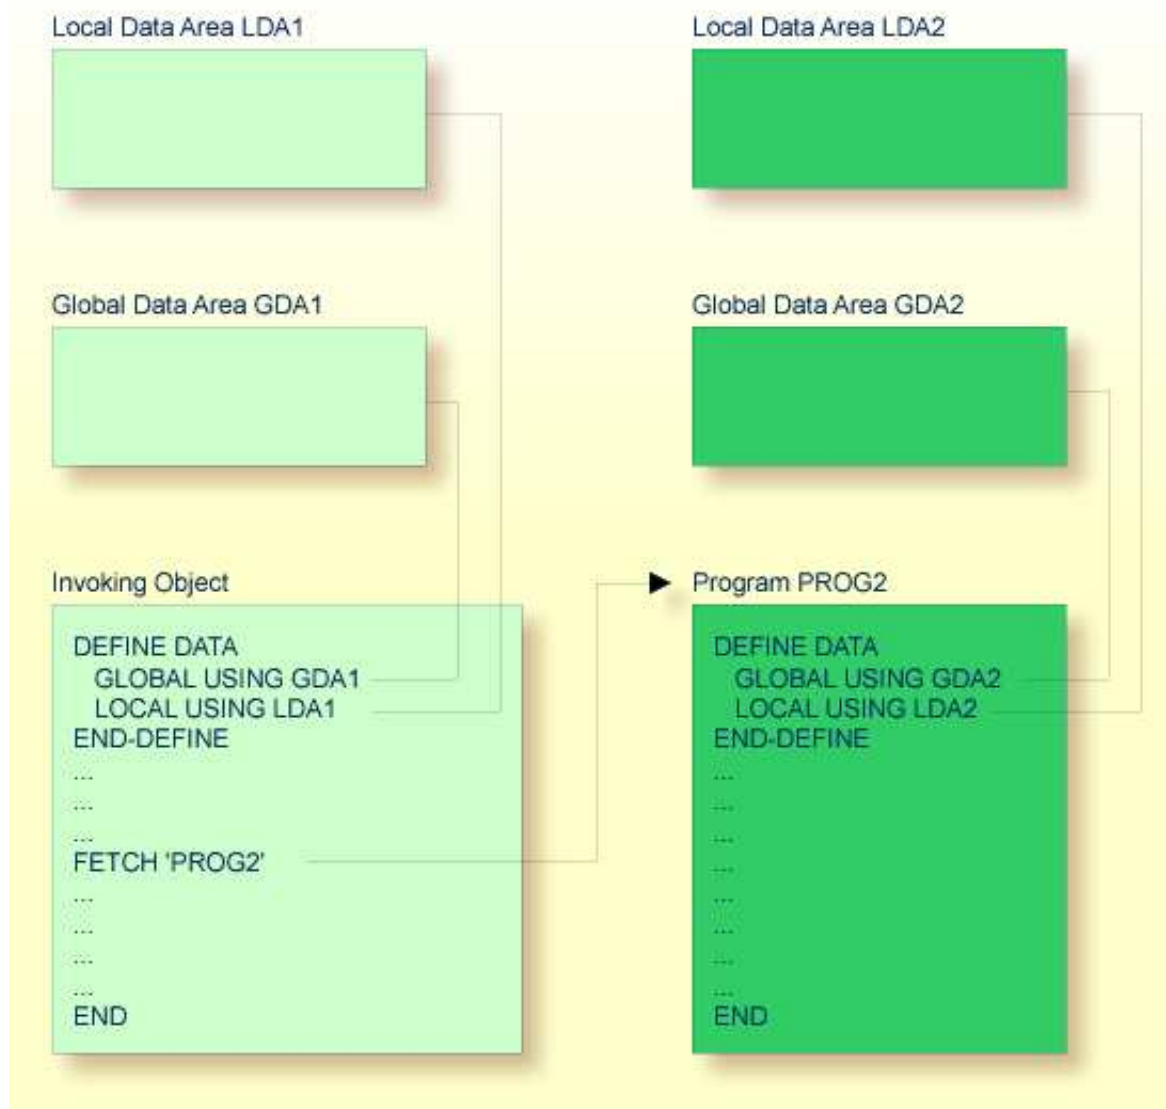 Local Data Area LDA1
Local Data Area LDA2
Global Data Area GDA1
Global Data Area GDA2
Invoking Object
DEFINE DATA
GLOBAL USING GDA1
LOCAL USING LDA1
END-DEFINE
...
...
...
FETCH 'PROG2'
...
...
...
...
END
Program PROG2
DEFINE DATA
GLOBAL USING GDA2
LOCAL USING LDA2
END-DEFINE
...
...
...
...
...
...
...
...
END